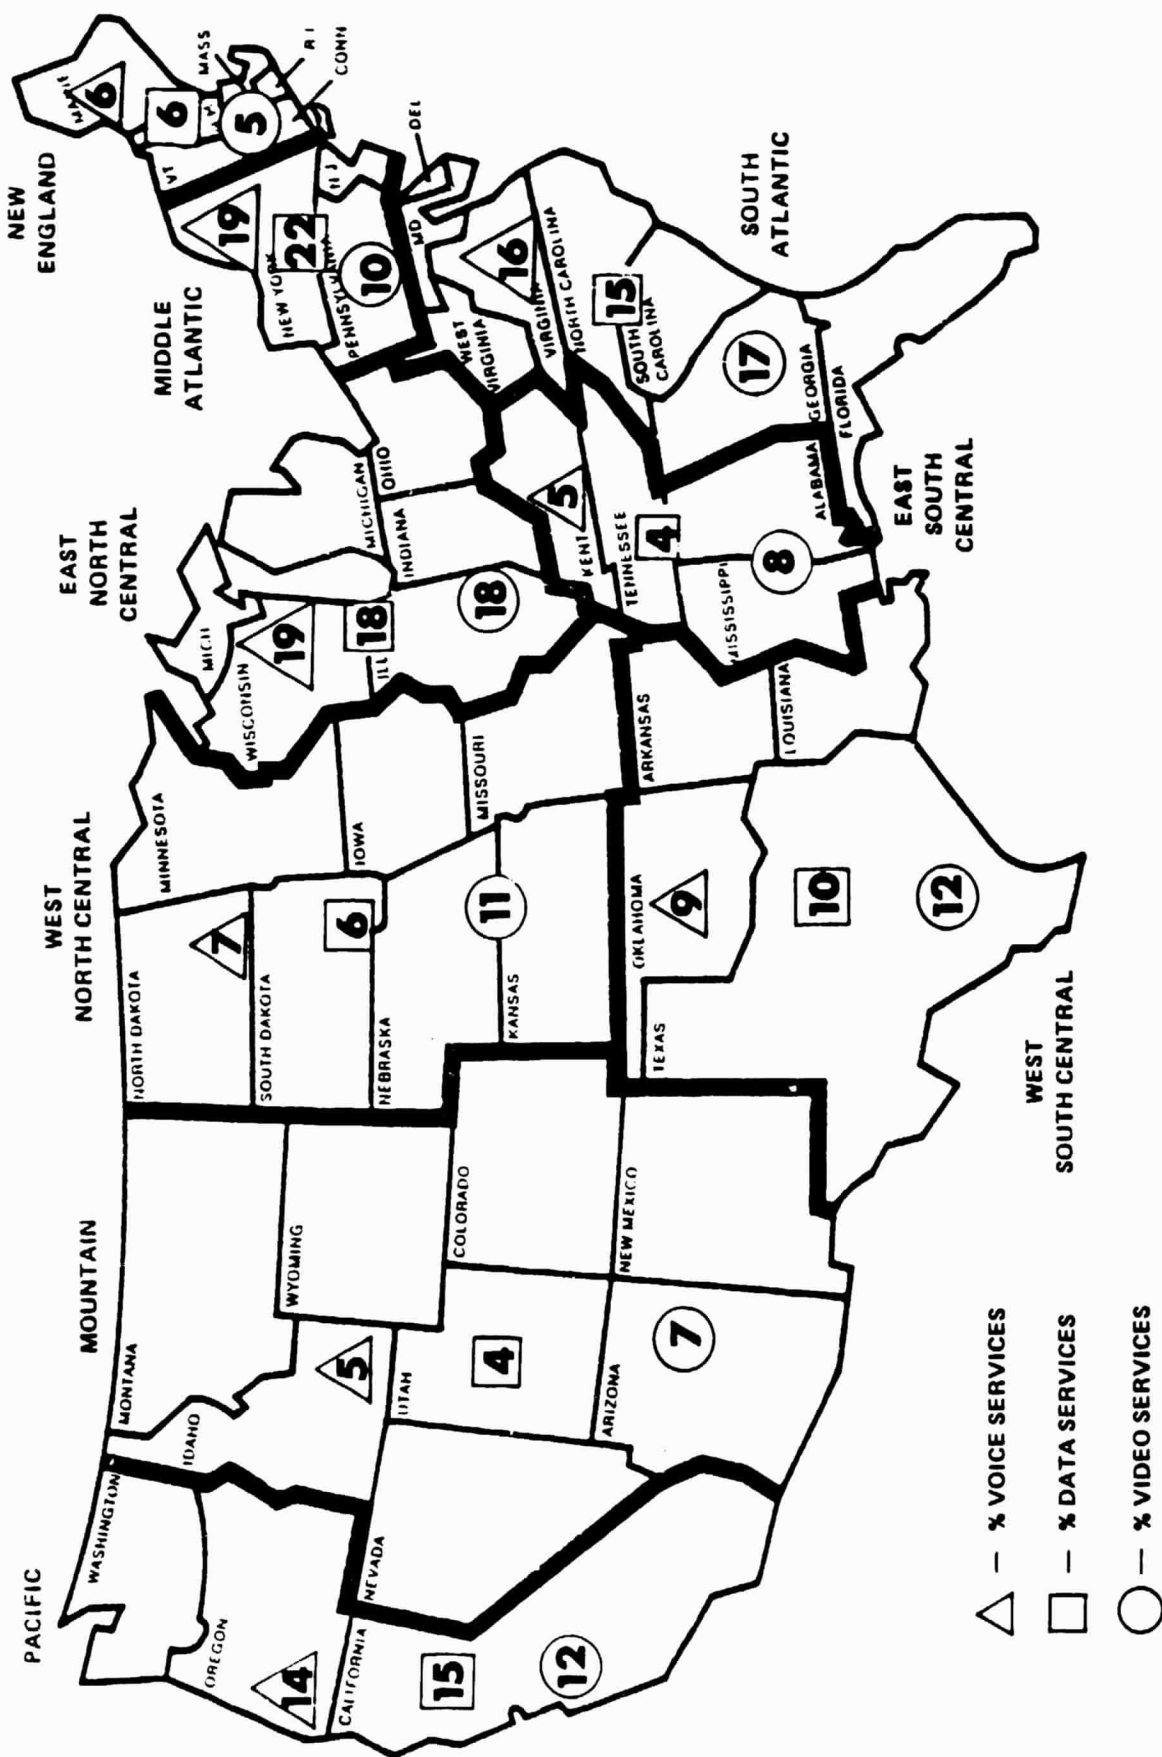 PACIFIC
MOUNTAIN
WEST
NORTH CENTRAL
EAST
NORTH
CENTRAL
MIDDLE
ATLANTIC
NEW
ENGLAND
WASHINGTON
OREGON
14
CALIFORNIA
15
12
MONTANA
IDAHO
WYOMING
5
NEVADA
UTAH
4
COLORADO
ARIZONA
7
NEW MEXICO
NORTH DAKOTA
7
SOUTH DAKOTA
6
NEBRASKA
11
KANSAS
MINNESOTA
IOWA
MISSOURI
OKLAHOMA
9
TEXAS
10
12
ARKANSAS
LOUISIANA
WISCONSIN
19
MICH
MICHIGAN
18
ILL
18
INDIANA
OHIO
KENT
5
TENNESSEE
4
MISSISSIPPI
8
ALABAMA
NEW YORK
19
22
PENNSYLVANIA
10
N J
MAINE
6
6
VT
N H
5
MASS
R I
CONN
DEL
MD
WEST
VIRGINIA
16
VIRGINIA
NORTH CAROLINA
15
SOUTH
CAROLINA
17
GEORGIA
FLORIDA
SOUTH
ATLANTIC
EAST
SOUTH
CENTRAL
WEST
SOUTH CENTRAL
— % VOICE SERVICES
— % DATA SERVICES
— % VIDEO SERVICES